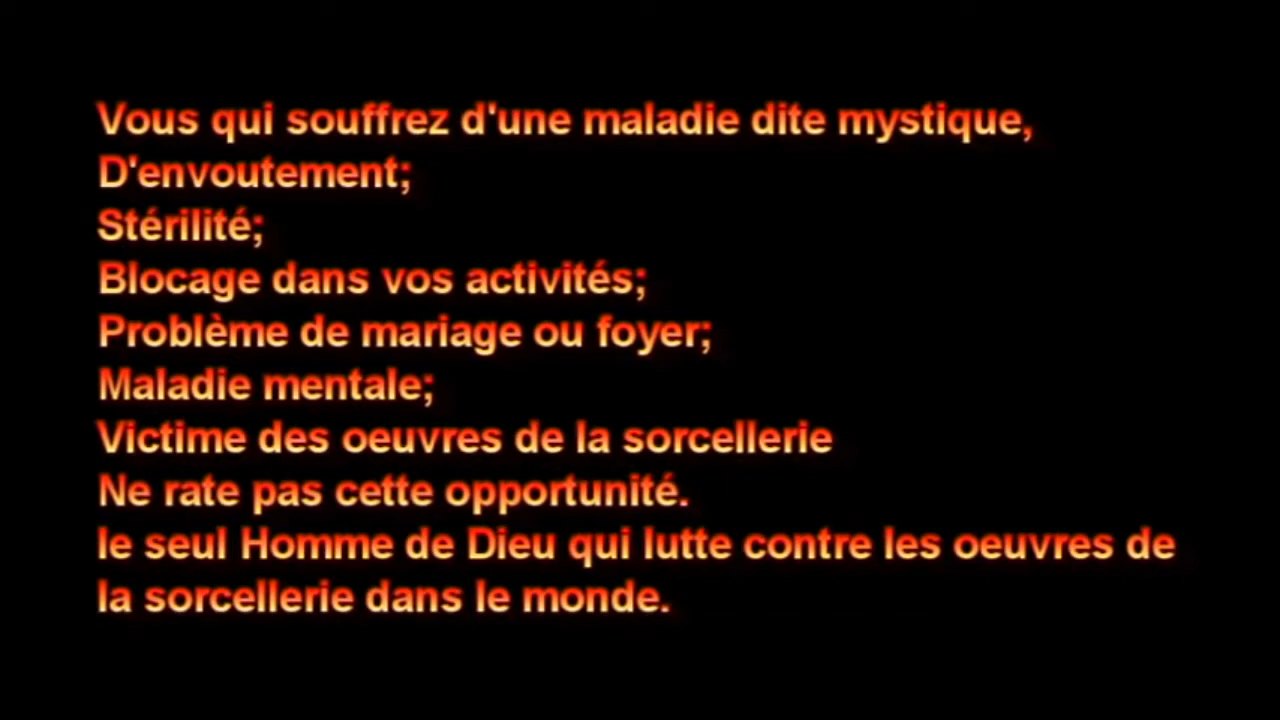 Vous qui souffrez d'une maladie dite mystique,
D'envoutement;
Stérilité;
Blocage dans vos activités;
Problème de mariage ou foyer;
Maladie mentale;
Victime des oeuvres de la sorcellerie
Ne rate pas cette opportunité.
le seul Homme de Dieu qui lutte contre les oeuvres de
la sorcellerie dans le monde.